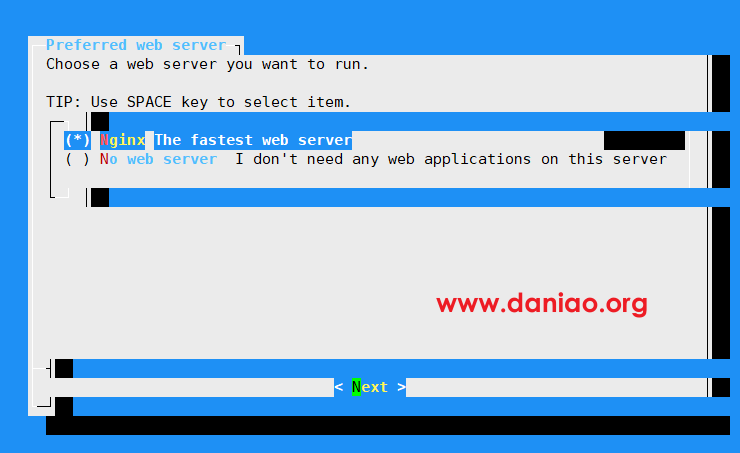 Preferred web server
Choose a web server you want to run.
TIP: Use SPACE key to select item.
(*) Nginx The fastest web server
( ) No web server I don't need any web applications on this server
www.daniao.org
< Next >